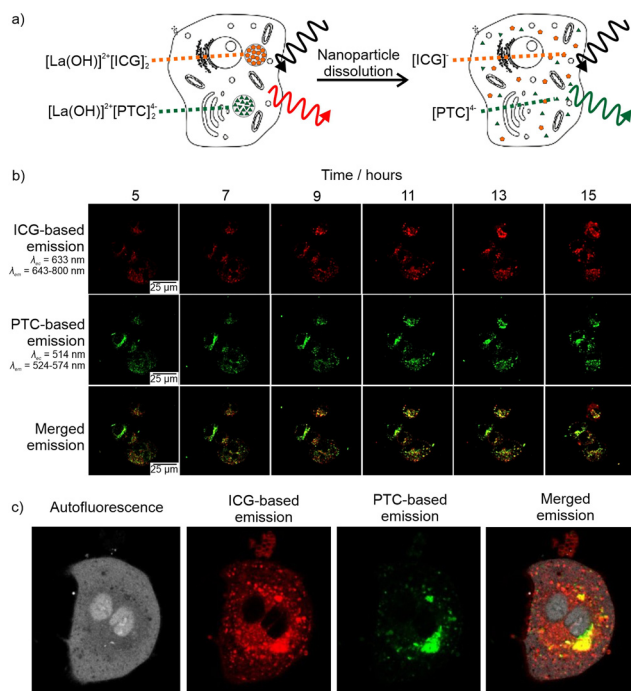 a)
[La(OH)]²⁺[ICG]⁻₂
[La(OH)]²⁺[PTC]⁴⁻₂
Nanoparticle
dissolution
[ICG]⁻
[PTC]⁴⁻
b)
Time / hours
5 7 9 11 13 15
ICG-based
emission
λₑₓ = 633 nm
λₑₘ = 643-800 nm
25 µm
PTC-based
emission
λₑₓ = 514 nm
λₑₘ = 524-574 nm
25 µm
Merged
emission
25 µm
c)
Autofluorescence
ICG-based
emission
PTC-based
emission
Merged
emission